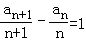 a_{n+1}/n+1 - a_n/n = 1